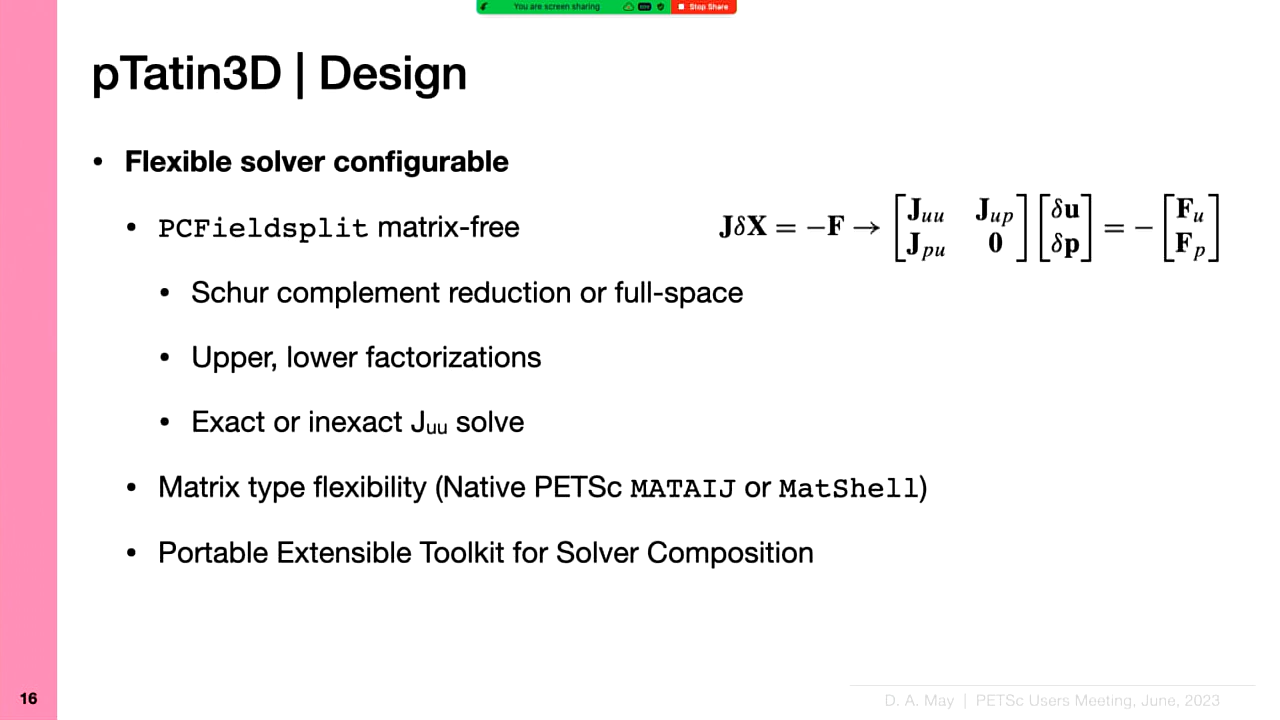 You are screen sharing
Stop Share
pTatin3D | Design
• Flexible solver configurable
• PCFieldsplit matrix-free
JδX = −F → [J_uu J_up; J_pu 0] [δu; δp] = − [F_u; F_p]
• Schur complement reduction or full-space
• Upper, lower factorizations
• Exact or inexact Juu solve
• Matrix type flexibility (Native PETSc MATAIJ or MatShell)
• Portable Extensible Toolkit for Solver Composition
16
D. A. May | PETSc Users Meeting, June, 2023